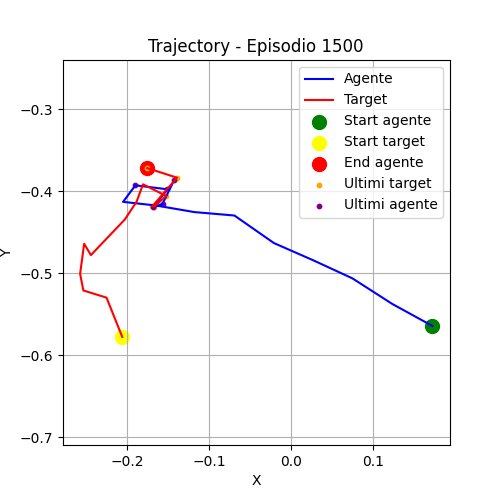 Trajectory - Episodio 1500
Agente
Target
Start agente
Start target
End agente
Ultimi target
Ultimi agente
Y
−0.3
−0.4
−0.5
−0.6
−0.7
−0.2
−0.1
0.0
0.1
X